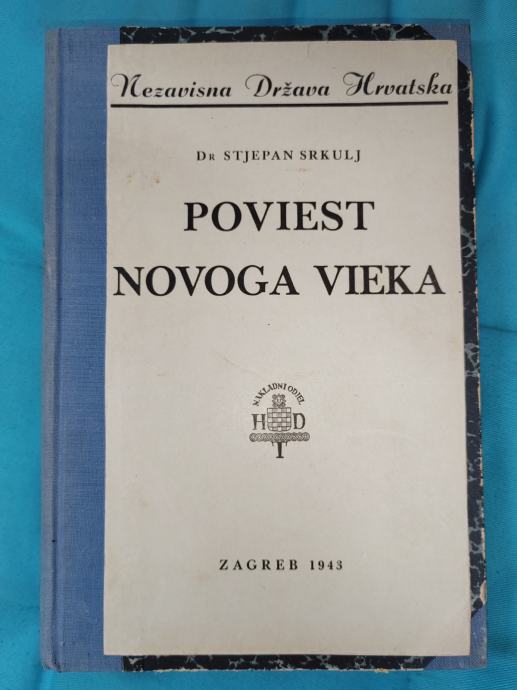 Nezavisna Država Hrvatska
DR STJEPAN SRKULJ
POVIEST
NOVOGA VIEKA
NAKLADNI ODJEL
H D
T
ZAGREB 1943